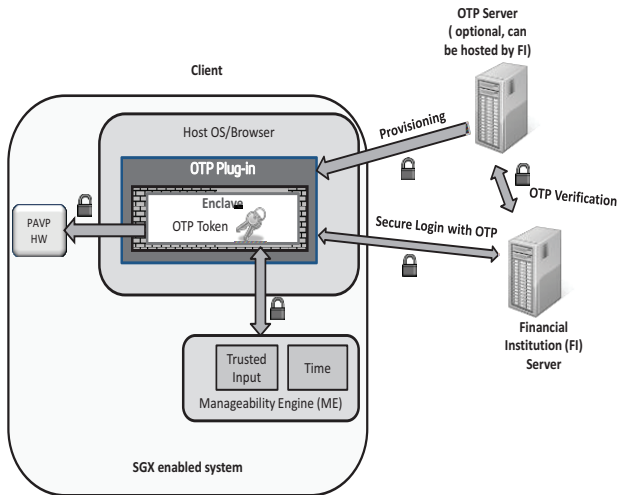 OTP Server
( optional, can
be hosted by FI)
Client
Host OS/Browser
Provisioning
OTP Plug-in
Enclave
OTP Token
OTP Verification
PAVP
HW
Secure Login with OTP
Financial
Institution (FI)
Server
Trusted
Input
Time
Manageability Engine (ME)
SGX enabled system